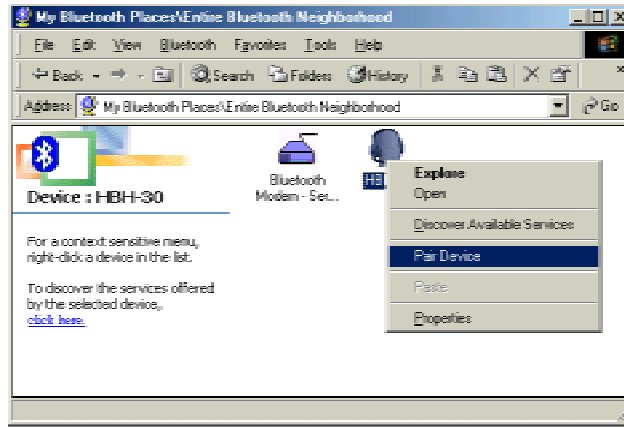 My Bluetooth Places\Entire Bluetooth Neighborhood
File Edit View Bluetooth Favorites Tools Help
Back Search Folders History
Address My Bluetooth Places\Entire Bluetooth Neighborhood Go
Device : HBH-30
For a context sensitive menu,
right-click a device in the list.
To discover the services offered
by the selected device,
click here.
Bluetooth
Modem - Ser...
Explore
Open
Discover Available Services
Pair Device
Paste
Properties